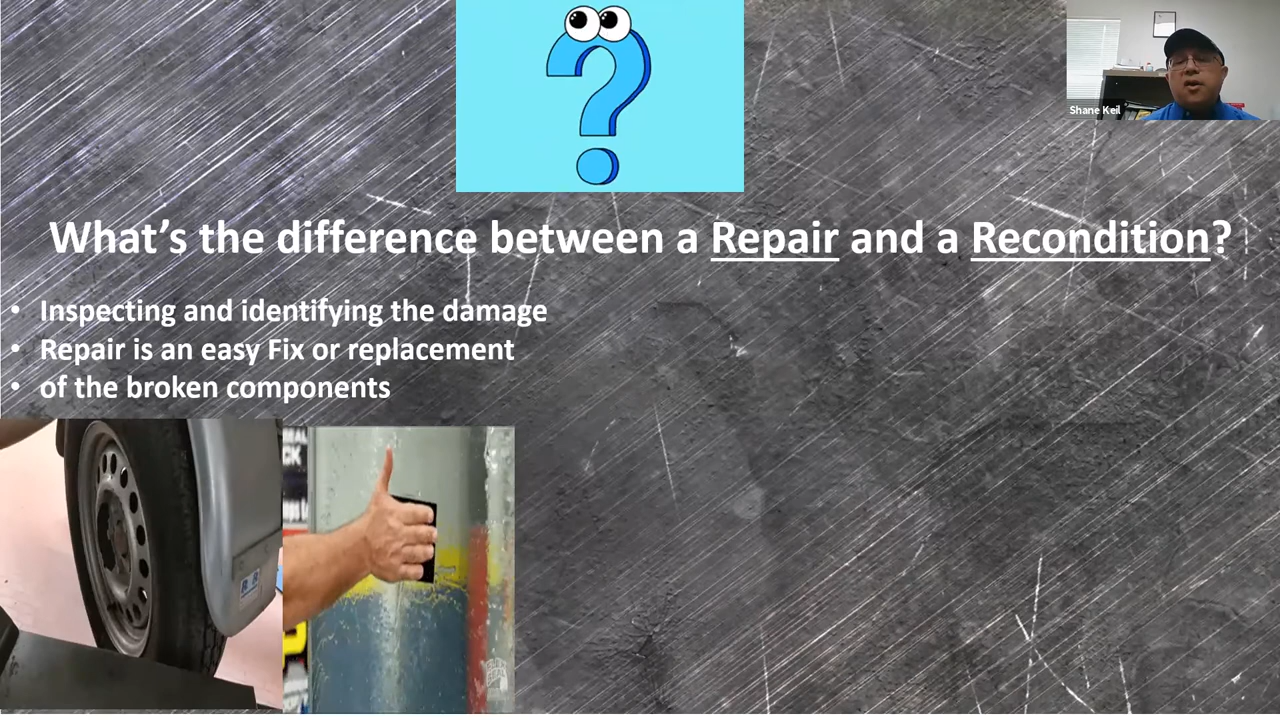 Shane Keil
What's the difference between a Repair and a Recondition?
• Inspecting and identifying the damage
• Repair is an easy Fix or replacement
• of the broken components